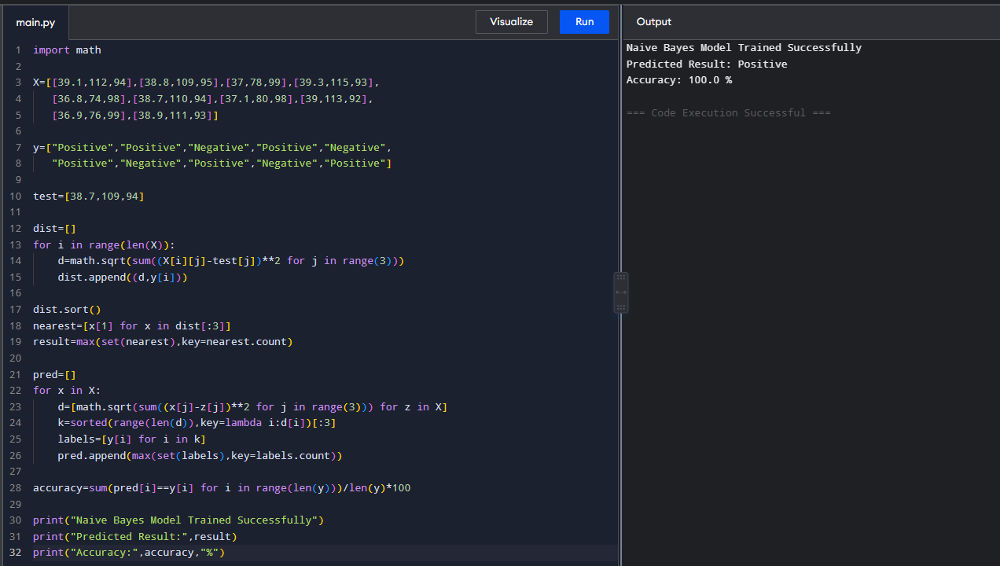 main.py
Visualize
Run
Output
1 import math
2
3 X=[[39.1,112,94],[38.8,109,95],[37,78,99],[39.3,115,93],
4    [36.8,74,98],[38.7,110,94],[37.1,80,98],[39,113,92],
5    [36.9,76,99],[38.9,111,93]]
6
7 y=["Positive","Positive","Negative","Positive","Negative",
8    "Positive","Negative","Positive","Negative","Positive"]
9
10 test=[38.7,109,94]
11
12 dist=[]
13 for i in range(len(X)):
14     d=math.sqrt(sum((X[i][j]-test[j])**2 for j in range(3)))
15     dist.append((d,y[i]))
16
17 dist.sort()
18 nearest=[x[1] for x in dist[:3]]
19 result=max(set(nearest),key=nearest.count)
20
21 pred=[]
22 for x in X:
23     d=[math.sqrt(sum((x[j]-z[j])**2 for j in range(3))) for z in X]
24     k=sorted(range(len(d)),key=lambda i:d[i])[:3]
25     labels=[y[i] for i in k]
26     pred.append(max(set(labels),key=labels.count))
27
28 accuracy=sum(pred[i]==y[i] for i in range(len(y)))/len(y)*100
29
30 print("Naive Bayes Model Trained Successfully")
31 print("Predicted Result:",result)
32 print("Accuracy:",accuracy,"%")
Naive Bayes Model Trained Successfully
Predicted Result: Positive
Accuracy: 100.0 %
=== Code Execution Successful ===